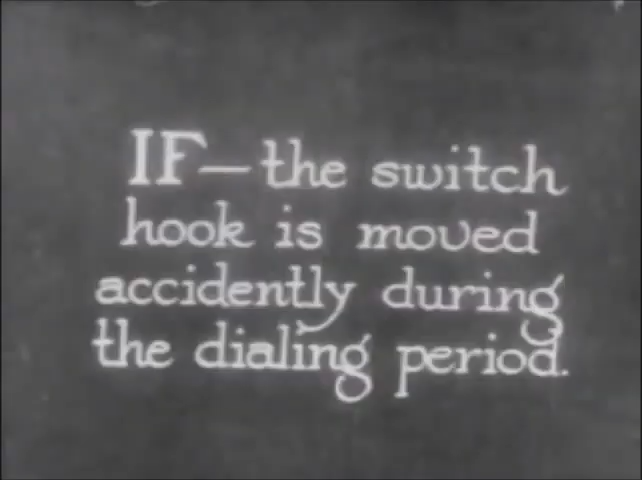 IF—the switch
hook is moved
accidently during
the dialing period.